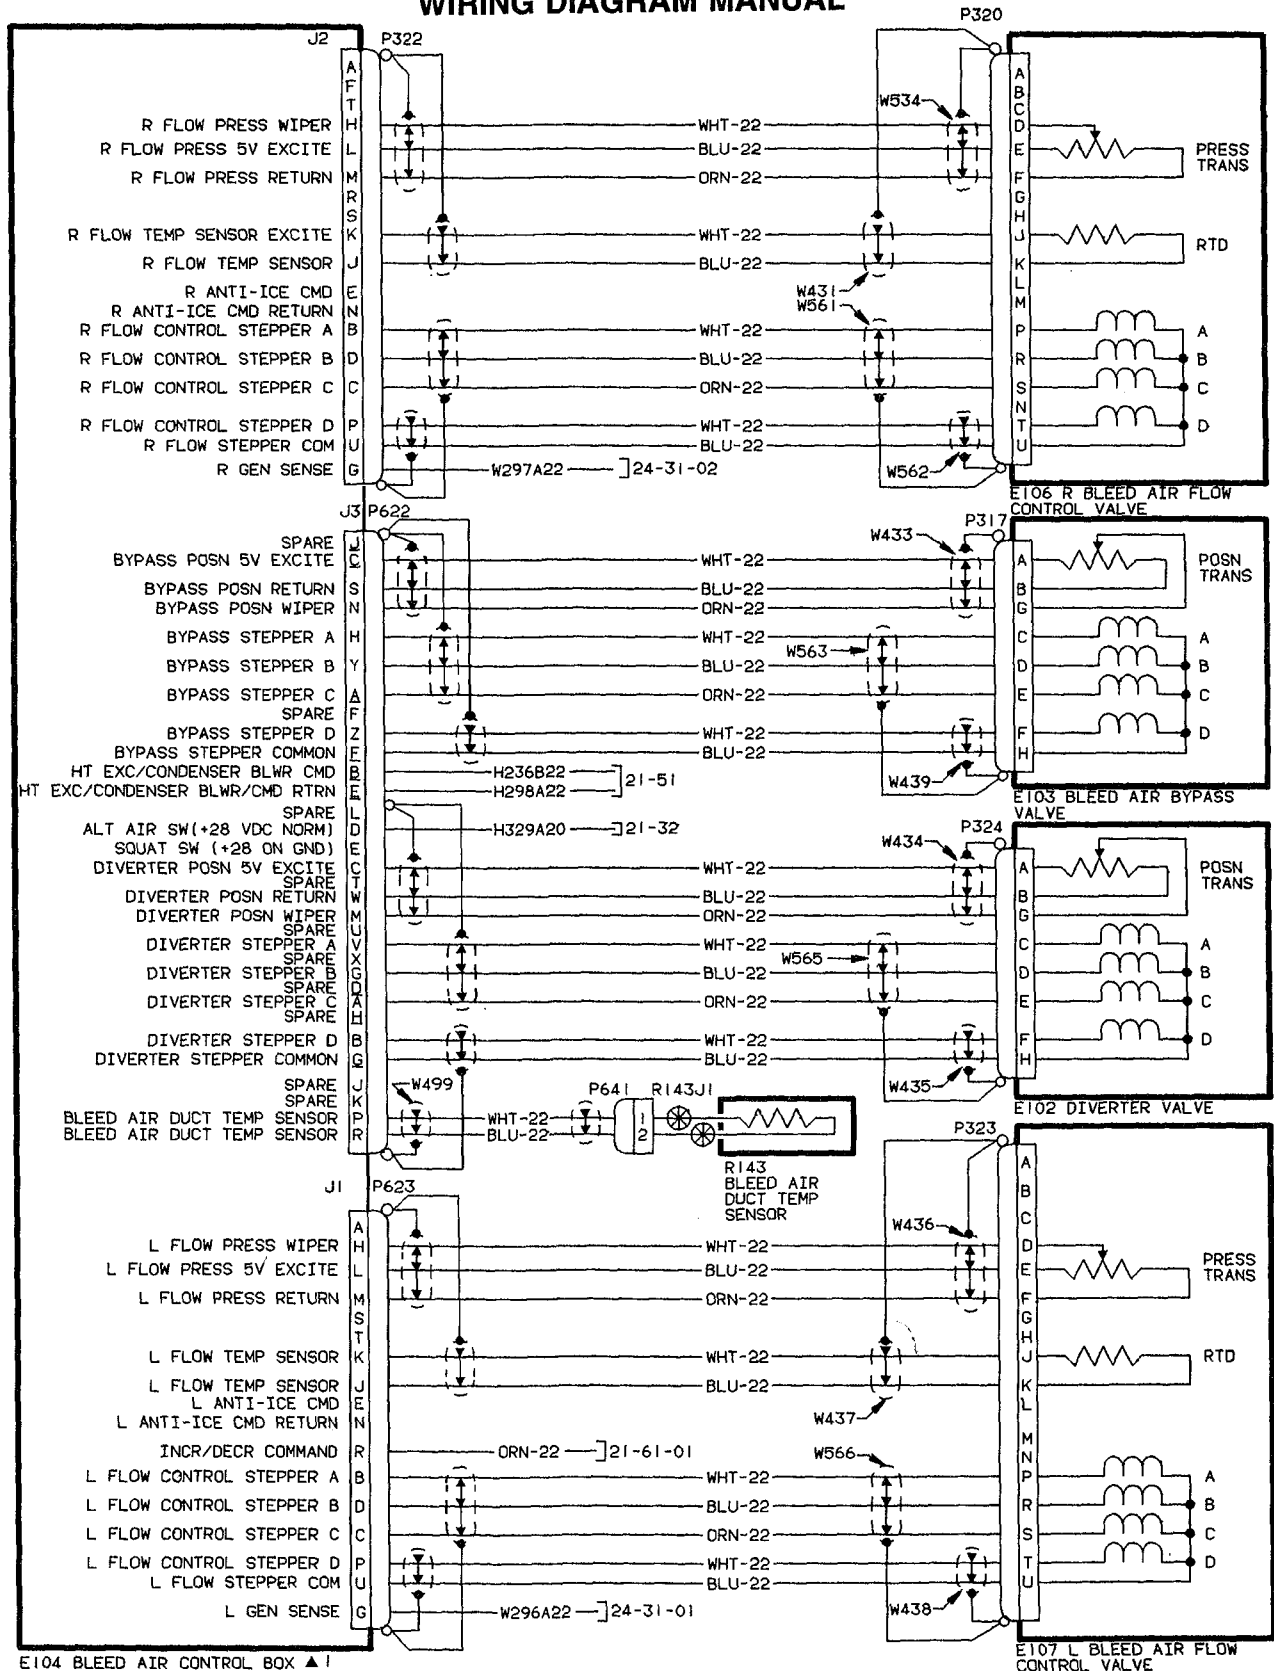 WIRING DIAGRAM MANUAL
J2 P322 P320
A A
F B
T C
W534
R FLOW PRESS WIPER H WHT-22 D
R FLOW PRESS 5V EXCITE L BLU-22 E PRESS TRANS
R FLOW PRESS RETURN M ORN-22 F
R G
S H
R FLOW TEMP SENSOR EXCITE K WHT-22 J RTD
R FLOW TEMP SENSOR J BLU-22 K
R ANTI-ICE CMD E W431 L
R ANTI-ICE CMD RETURN N W561 M
R FLOW CONTROL STEPPER A B WHT-22 P A
R FLOW CONTROL STEPPER B D BLU-22 R B
R FLOW CONTROL STEPPER C C ORN-22 S C
N
R FLOW CONTROL STEPPER D P WHT-22 T D
R FLOW STEPPER COM U BLU-22 U
R GEN SENSE G W297A22 24-31-02 W562
E106 R BLEED AIR FLOW
CONTROL VALVE
J3 P622 W433 P317
SPARE J
BYPASS POSN 5V EXCITE C WHT-22 A POSN TRANS
BYPASS POSN RETURN S BLU-22 B
BYPASS POSN WIPER N ORN-22 G
BYPASS STEPPER A H WHT-22 C A
W563
BYPASS STEPPER B Y BLU-22 D B
BYPASS STEPPER C A ORN-22 E C
SPARE F
BYPASS STEPPER D Z WHT-22 F D
BYPASS STEPPER COMMON F BLU-22 H
HT EXC/CONDENSER BLWR CMD B H236B22 21-51 W439
HT EXC/CONDENSER BLWR/CMD RTRN E H298A22
E103 BLEED AIR BYPASS
VALVE
SPARE L
ALT AIR SW(+28 VDC NORM) D H329A20 21-32 P324
SQUAT SW (+28 ON GND) E W434
DIVERTER POSN 5V EXCITE C WHT-22 A POSN TRANS
SPARE T
DIVERTER POSN RETURN W BLU-22 B
DIVERTER POSN WIPER M ORN-22 G
SPARE U
DIVERTER STEPPER A V WHT-22 C A
SPARE X W565
DIVERTER STEPPER B G BLU-22 D B
SPARE D
DIVERTER STEPPER C A ORN-22 E C
SPARE H
DIVERTER STEPPER D B WHT-22 F D
DIVERTER STEPPER COMMON G BLU-22 H
SPARE J W499 P641 R143J1 W435
SPARE K
E102 DIVERTER VALVE
BLEED AIR DUCT TEMP SENSOR P WHT-22 1
BLEED AIR DUCT TEMP SENSOR R BLU-22 2
R143
BLEED AIR
DUCT TEMP
SENSOR
P323
J1 P623
A
B
C
A W436
L FLOW PRESS WIPER H WHT-22 D
L FLOW PRESS 5V EXCITE L BLU-22 E PRESS TRANS
L FLOW PRESS RETURN M ORN-22 F
S G
T H
L FLOW TEMP SENSOR K WHT-22 J RTD
L FLOW TEMP SENSOR J BLU-22 K
L ANTI-ICE CMD E L
L ANTI-ICE CMD RETURN N W437
M
INCR/DECR COMMAND R ORN-22 21-61-01 W566 N
L FLOW CONTROL STEPPER A B WHT-22 P A
L FLOW CONTROL STEPPER B D BLU-22 R B
L FLOW CONTROL STEPPER C C ORN-22 S C
L FLOW CONTROL STEPPER D P WHT-22 T D
L FLOW STEPPER COM U BLU-22 U
L GEN SENSE G W296A22 24-31-01 W438
E104 BLEED AIR CONTROL BOX ▲1
E107 L BLEED AIR FLOW
CONTROL VALVE